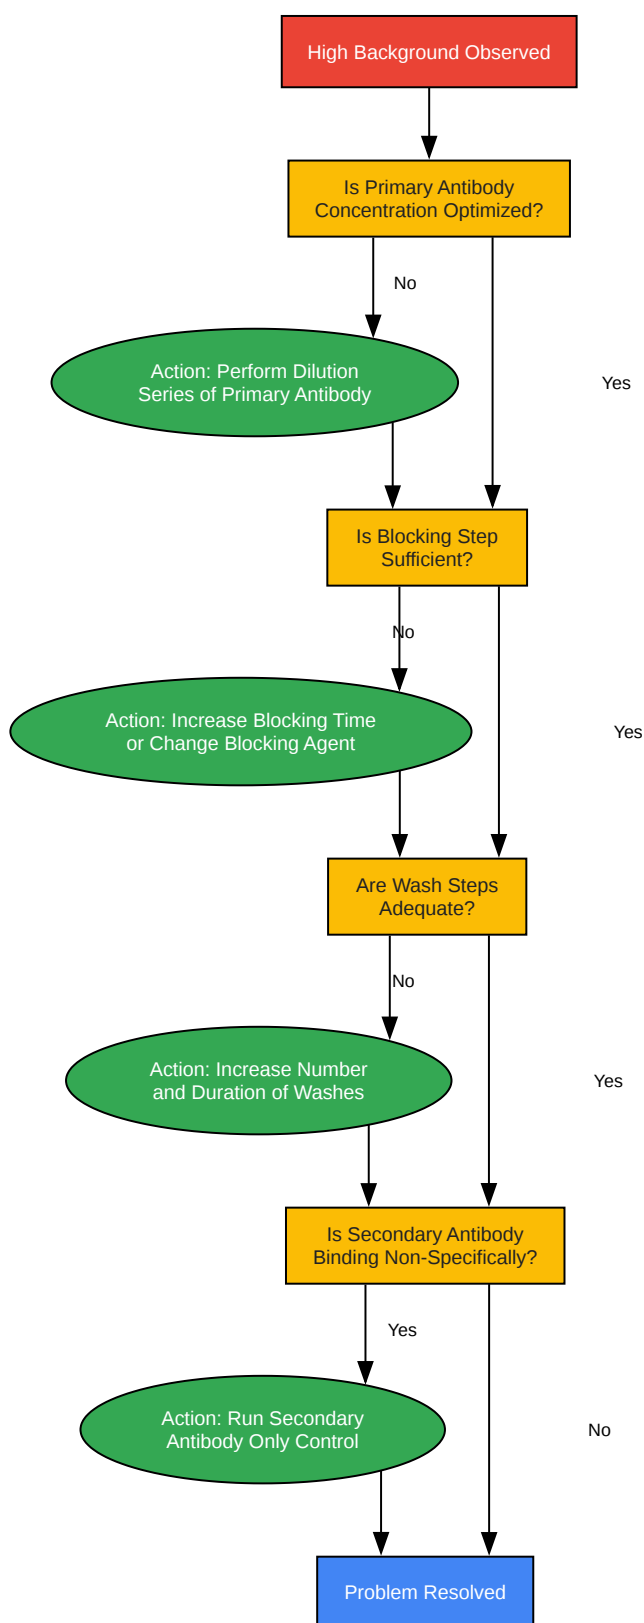 High Background Observed
Is Primary Antibody
Concentration Optimized?
No
Action: Perform Dilution
Series of Primary Antibody
Yes
Is Blocking Step
Sufficient?
No
Action: Increase Blocking Time
or Change Blocking Agent
Yes
Are Wash Steps
Adequate?
No
Action: Increase Number
and Duration of Washes
Yes
Is Secondary Antibody
Binding Non-Specifically?
Yes
Action: Run Secondary
Antibody Only Control
No
Problem Resolved